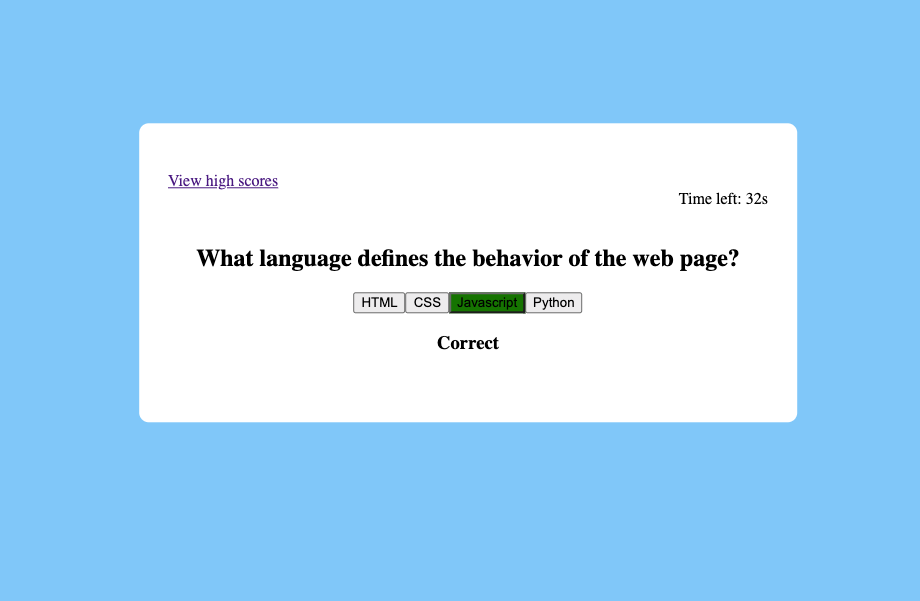 View high scores
Time left: 32s
What language defines the behavior of the web page?
HTML CSS Javascript Python
Correct